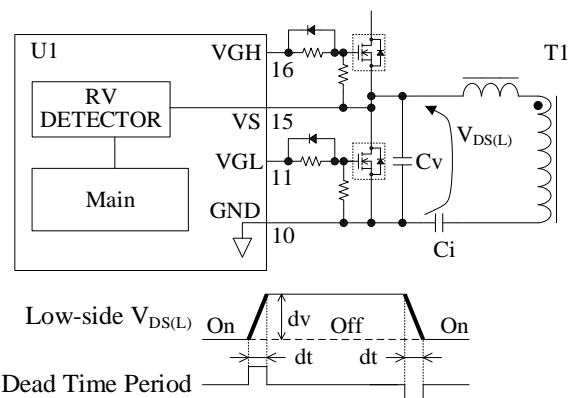 U1
T1
VGH
16
RV
DETECTOR
VS
15
V_DS(L)
VGL
11
Cv
Main
GND
10
Ci
Low-side V_DS(L)
On
dv
Off
On
dt
dt
Dead Time Period